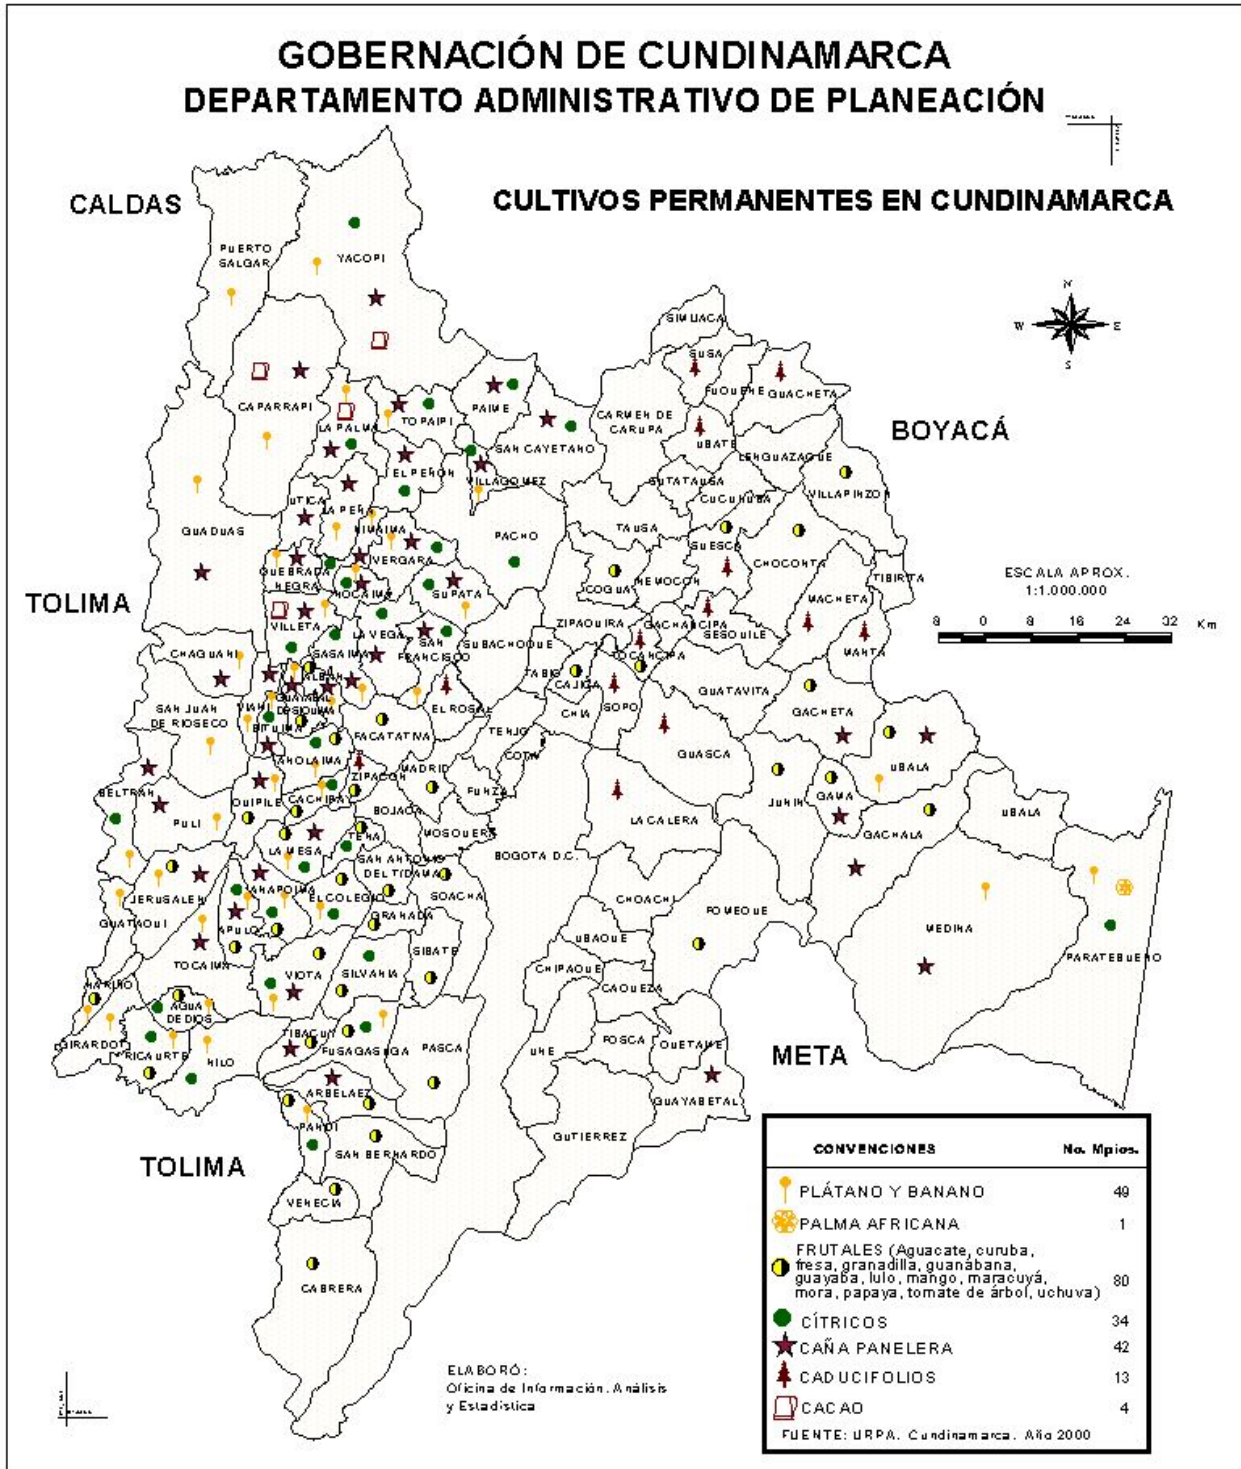 GOBERNACIÓN DE CUNDINAMARCA
DEPARTAMENTO ADMINISTRATIVO DE PLANEACIÓN
CULTIVOS PERMANENTES EN CUNDINAMARCA
CALDAS
PUERTO
SALGAR
YACOPI
N
W
E
S
SIMIJACA
SUSA
FUQUENE
GUACHETA
BOYACÁ
CAPARRAPI
LA PALMA
TOPAIPI
PAIME
CARMEN DE
CARUPA
UBATE
SAN CAYETANO
LENGUAZAQUE
EL PEÑON
VILLAGOMEZ
SUTATAUSA
CUCUNUBA
VILLAPINZON
UTICA
LA PEÑA
GUADUAS
NIMAIMA
VERGARA
PACHO
TAUSA
SUESCA
CHOCONTA
TIBIRITA
QUEBRADA
NEGRA
NOCAIMA
SUPATA
COGUA
NEMOCON
MACHETA
ESCALA APROX.
1:1.000.000
8 0 8 16 24 32 Km
TOLIMA
VILLETA
LA VEGA
SAN
FRANCISCO
SUBACHOQUE
ZIPAQUIRA
GACHANCIPA
SESQUILE
TOCANCIPA
MANTA
CHAGUANI
SASAIMA
ALBAN
GUAYABAL
DE SIQUIMA
TABIO
CAJICA
GUATAVITA
SAN JUAN
DE RIOSECO
VIANI
BITUIMA
EL ROSAL
CHIA
SOPO
GACHETA
FACATATIVA
TENJO
COTA
GUASCA
UBALA
ANOLAIMA
ZIPACON
MADRID
FUNZA
BELTRAN
QUIPILE
CACHIPAY
BOJACA
MOSQUERA
LA CALERA
JUNIN
GAMA
GACHALA
UBALA
PULI
LA MESA
TENA
SAN ANTONIO
BOGOTA D.C.
JERUSALEN
ANAPOIMA
EL COLEGIO
SOACHA
CHOACHI
FOMEQUE
GUATAQUI
APULO
GRANADA
MEDINA
PARATEBUENO
TOCAIMA
VIOTA
SILVANIA
SIBATE
UBAQUE
CHIPAQUE
CAQUEZA
NARIÑO
AGUA
DE DIOS
GIRARDOT
RICAURTE
NILO
TIBACUY
FUSAGASUGA
PASCA
UNE
FOSCA
QUETAME
META
ARBELAEZ
GUAYABETAL
PANDI
SAN BERNARDO
GUTIERREZ
TOLIMA
VENECIA
CABRERA
CONVENCIONES No. Mpios.
PLÁTANO Y BANANO 49
PALMA AFRICANA 1
FRUTALES (Aguacate, curuba,
fresa, granadilla, guanábana,
guayaba, lulo, mango, maracuyá, 80
mora, papaya, tomate de árbol, uchuva)
CÍTRICOS 34
CAÑA PANELERA 42
CADUCIFOLIOS 13
CACAO 4
FUENTE: URPA. Cundinamarca. Año 2000
ELABORÓ:
Oficina de Información. Análisis
y Estadística